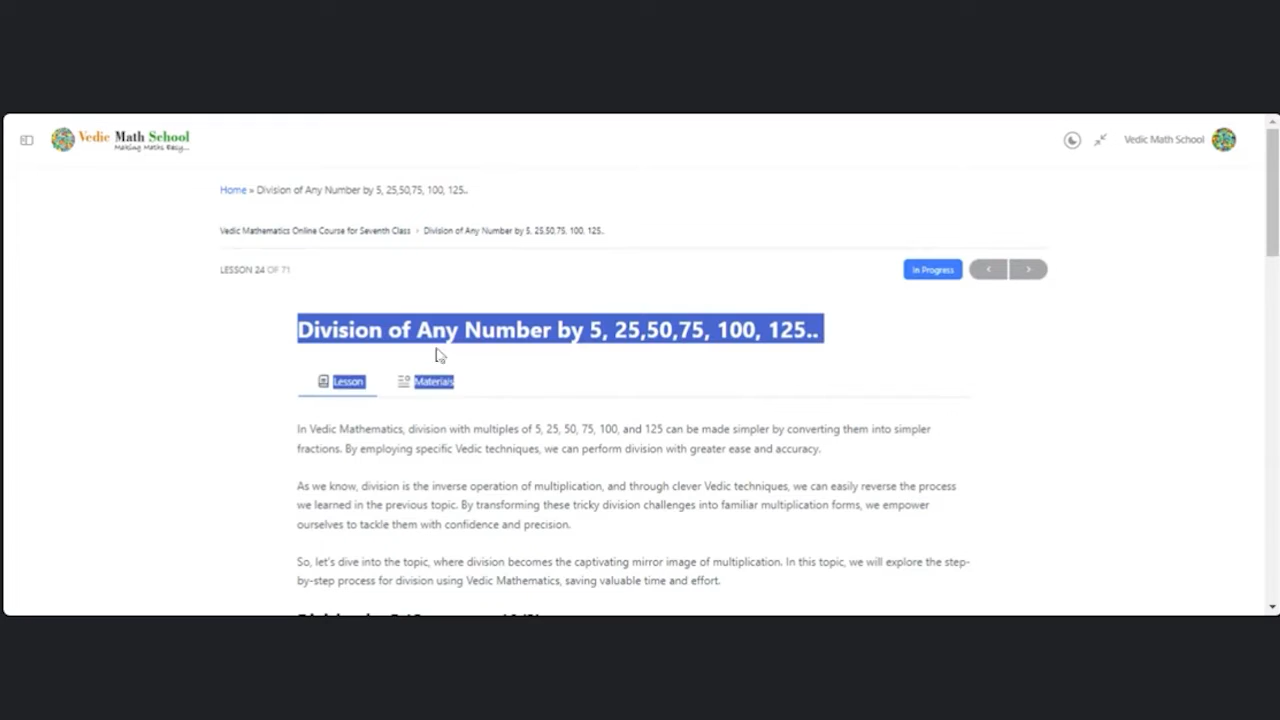 Vedic Math School
Making Maths Easy...
Vedic Math School
Home » Division of Any Number by 5, 25,50,75, 100, 125..
Vedic Mathematics Online Course for Seventh Class › Division of Any Number by 5, 25,50,75, 100, 125..
LESSON 24 OF 71
In Progress
Division of Any Number by 5, 25,50,75, 100, 125..
Lesson Materials
In Vedic Mathematics, division with multiples of 5, 25, 50, 75, 100, and 125 can be made simpler by converting them into simpler
fractions. By employing specific Vedic techniques, we can perform division with greater ease and accuracy.
As we know, division is the inverse operation of multiplication, and through clever Vedic techniques, we can easily reverse the process
we learned in the previous topic. By transforming these tricky division challenges into familiar multiplication forms, we empower
ourselves to tackle them with confidence and precision.
So, let's dive into the topic, where division becomes the captivating mirror image of multiplication. In this topic, we will explore the step-
by-step process for division using Vedic Mathematics, saving valuable time and effort.